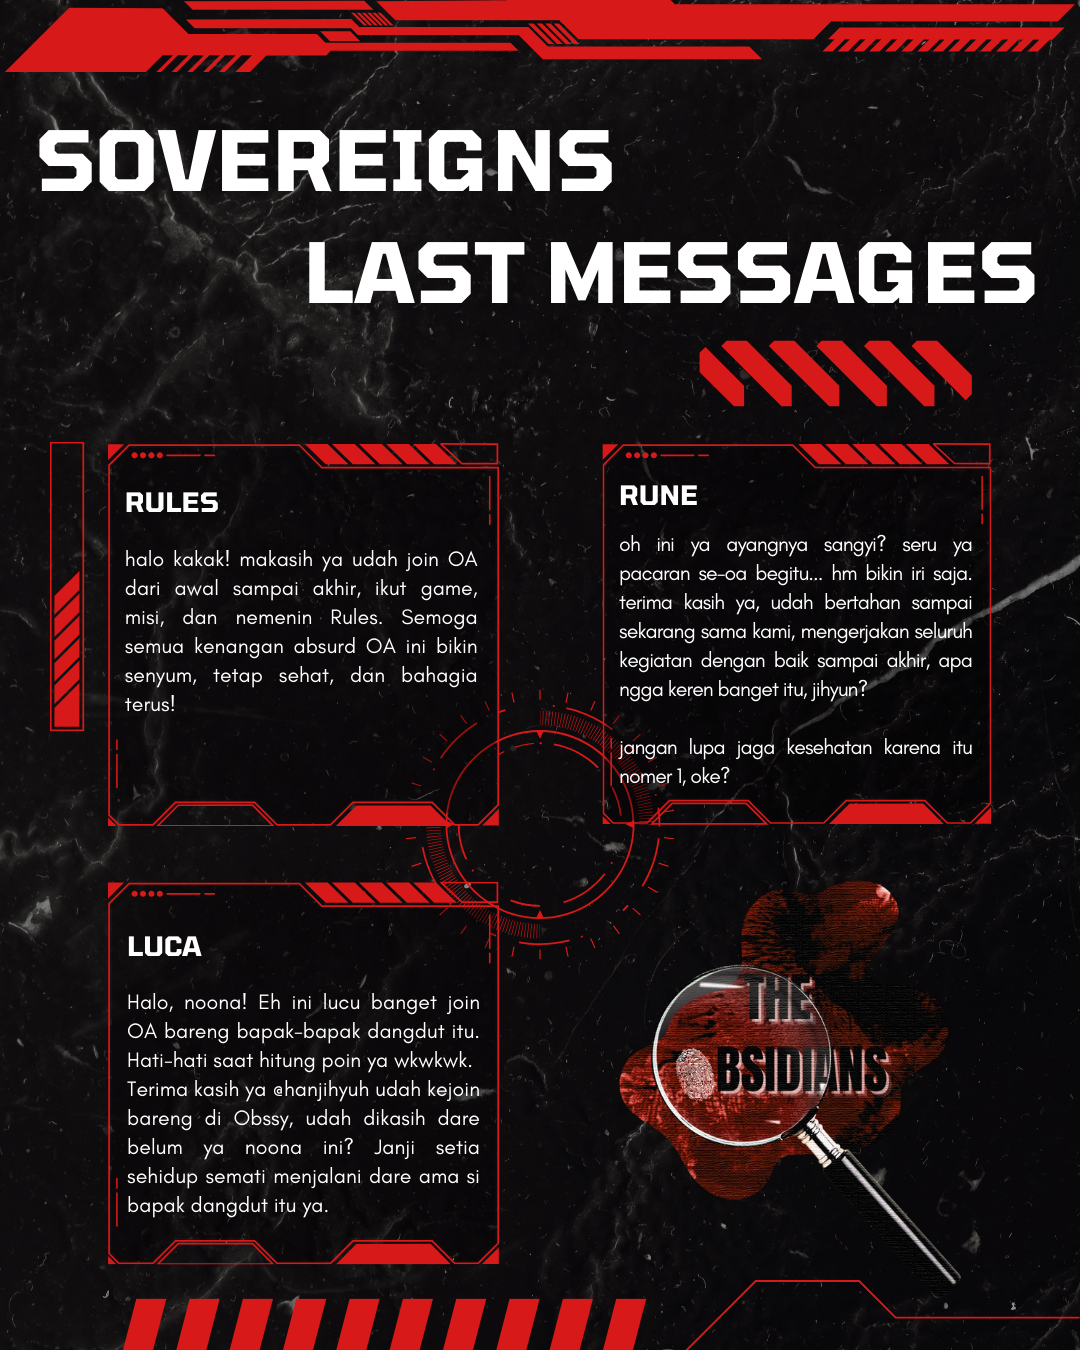 SOVEREIGNS
LAST MESSAGES
RULES
halo kakak! makasih ya udah join OA
dari awal sampai akhir, ikut game,
misi, dan nemenin Rules. Semoga
semua kenangan absurd OA ini bikin
senyum, tetap sehat, dan bahagia
terus!
RUNE
oh ini ya ayangnya sangyi? seru ya
pacaran se-oa begitu... hm bikin iri saja.
terima kasih ya, udah bertahan sampai
sekarang sama kami, mengerjakan seluruh
kegiatan dengan baik sampai akhir, apa
ngga keren banget itu, jihyun?
jangan lupa jaga kesehatan karena itu
nomer 1, oke?
LUCA
Halo, noona! Eh ini lucu banget join
OA bareng bapak-bapak dangdut itu.
Hati-hati saat hitung poin ya wkwkwk.
Terima kasih ya @hanjihyuh udah kejoin
bareng di Obssy, udah dikasih dare
belum ya noona ini? Janji setia
sehidup semati menjalani dare ama si
bapak dangdut itu ya.
THE
BSIDIANS